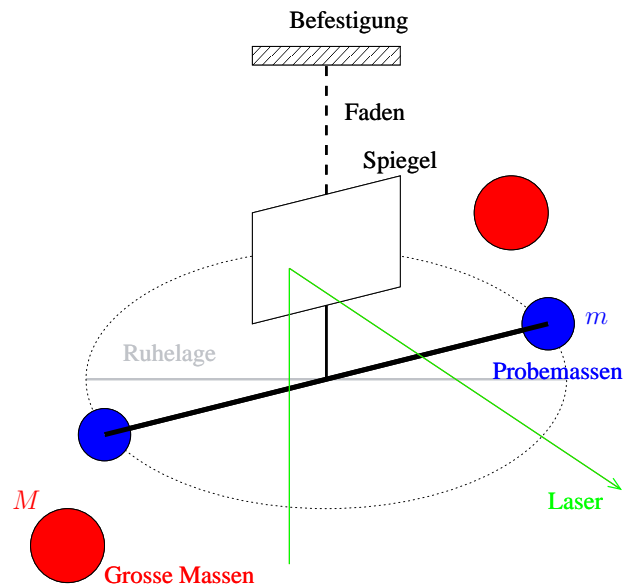 Befestigung
Faden
Spiegel
m
Ruhelage
Probemassen
M
Laser
Grosse Massen